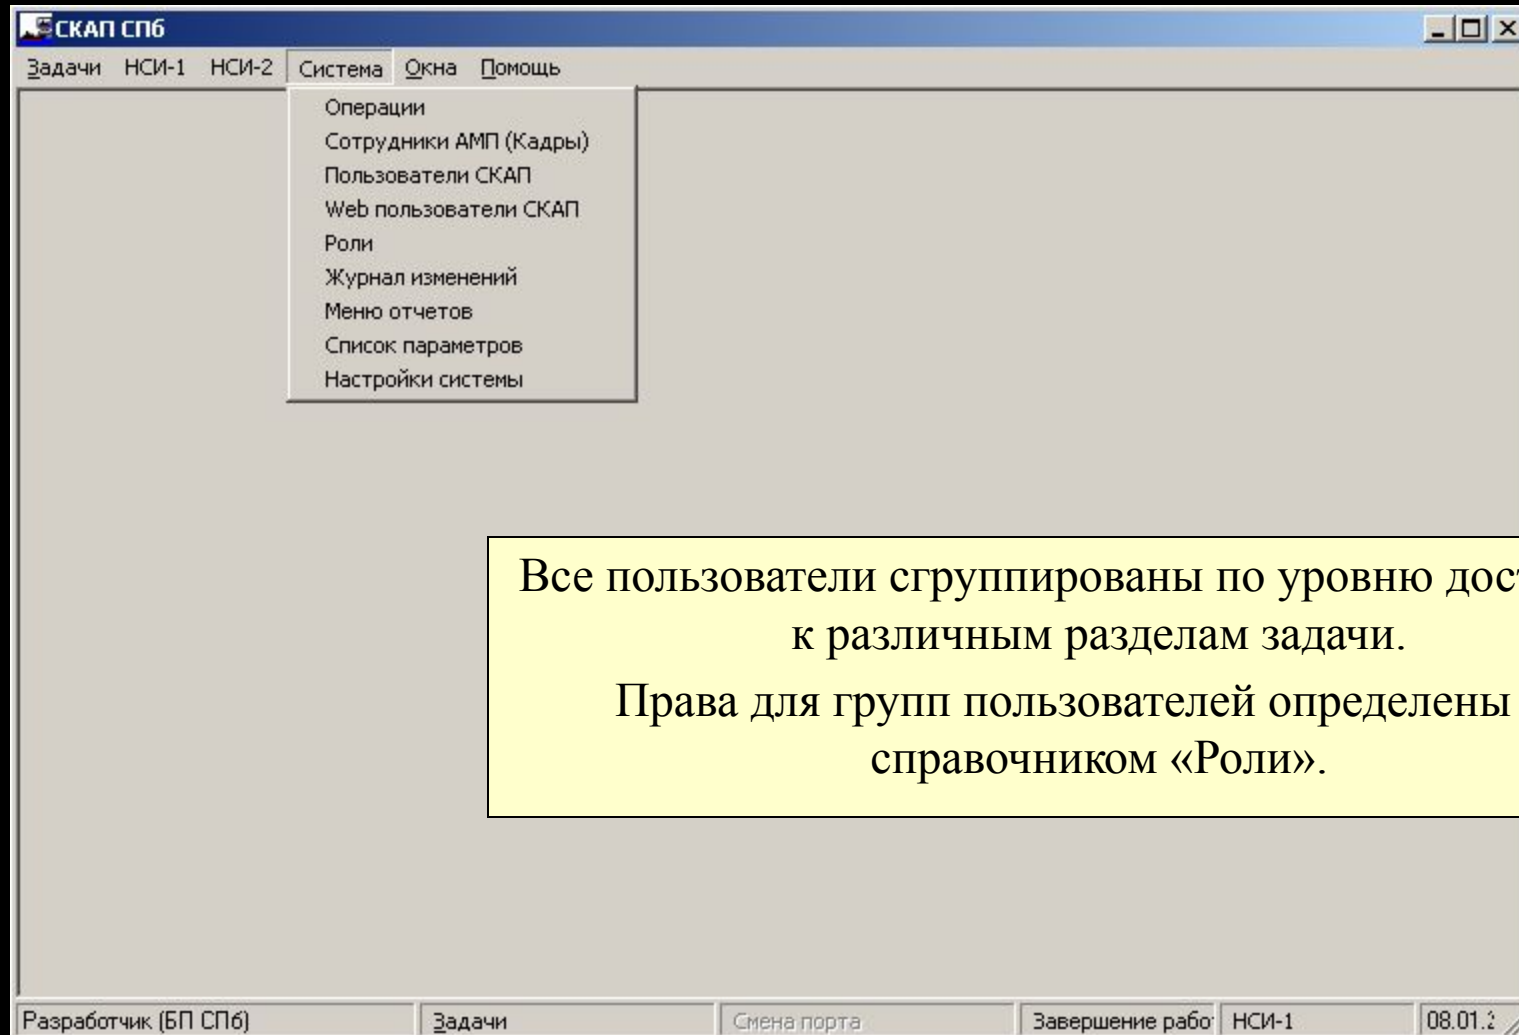 СКАП СПб
Задачи НСИ-1 НСИ-2 Система Окна Помощь
Операции
Сотрудники АМП (Кадры)
Пользователи СКАП
Web пользователи СКАП
Роли
Журнал изменений
Меню отчетов
Список параметров
Настройки системы
Все пользователи сгруппированы по уровню
к различным разделам задачи.
Права для групп пользователей определены
справочником «Роли».
Разработчик (БП СПб) Задачи Смена порта Завершение НСИ-1 08.01.